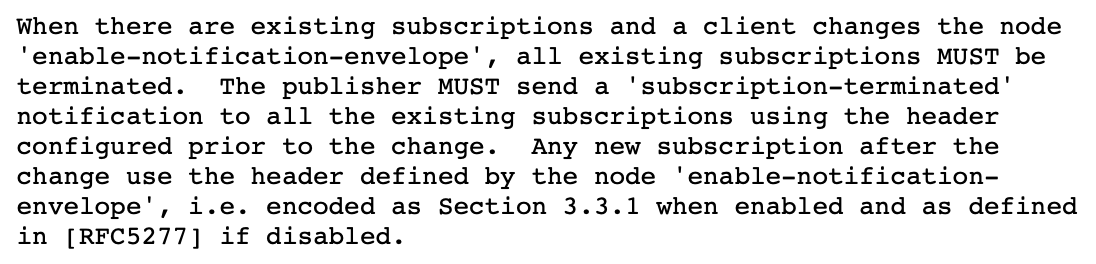 When there are existing subscriptions and a client changes the node
'enable-notification-envelope', all existing subscriptions MUST be
terminated.  The publisher MUST send a 'subscription-terminated'
notification to all the existing subscriptions using the header
configured prior to the change.  Any new subscription after the
change use the header defined by the node 'enable-notification-
envelope', i.e. encoded as Section 3.3.1 when enabled and as defined
in [RFC5277] if disabled.